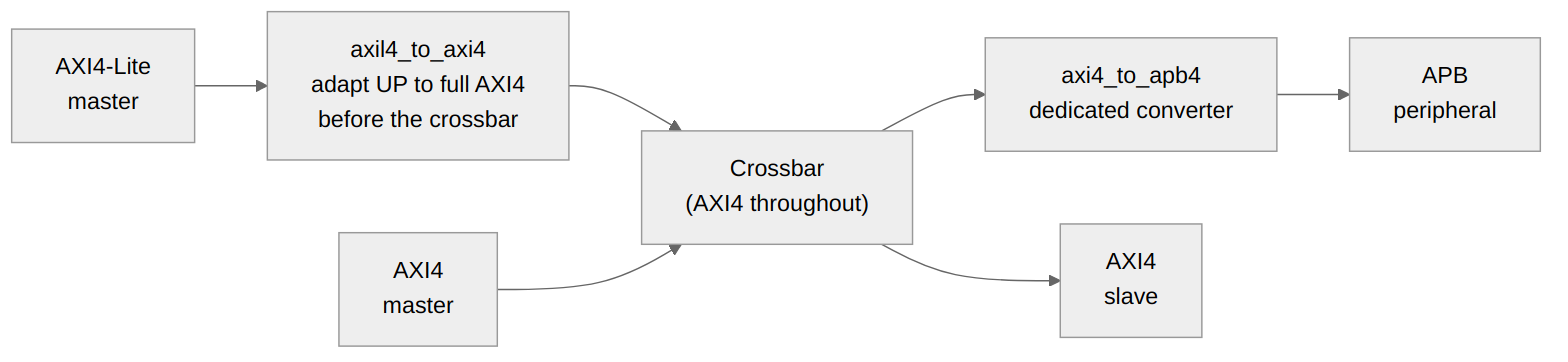 AXI4-Lite
master
axil4_to_axi4
adapt UP to full AXI4
before the crossbar
AXI4
master
Crossbar
(AXI4 throughout)
axi4_to_apb4
dedicated converter
APB
peripheral
AXI4
slave